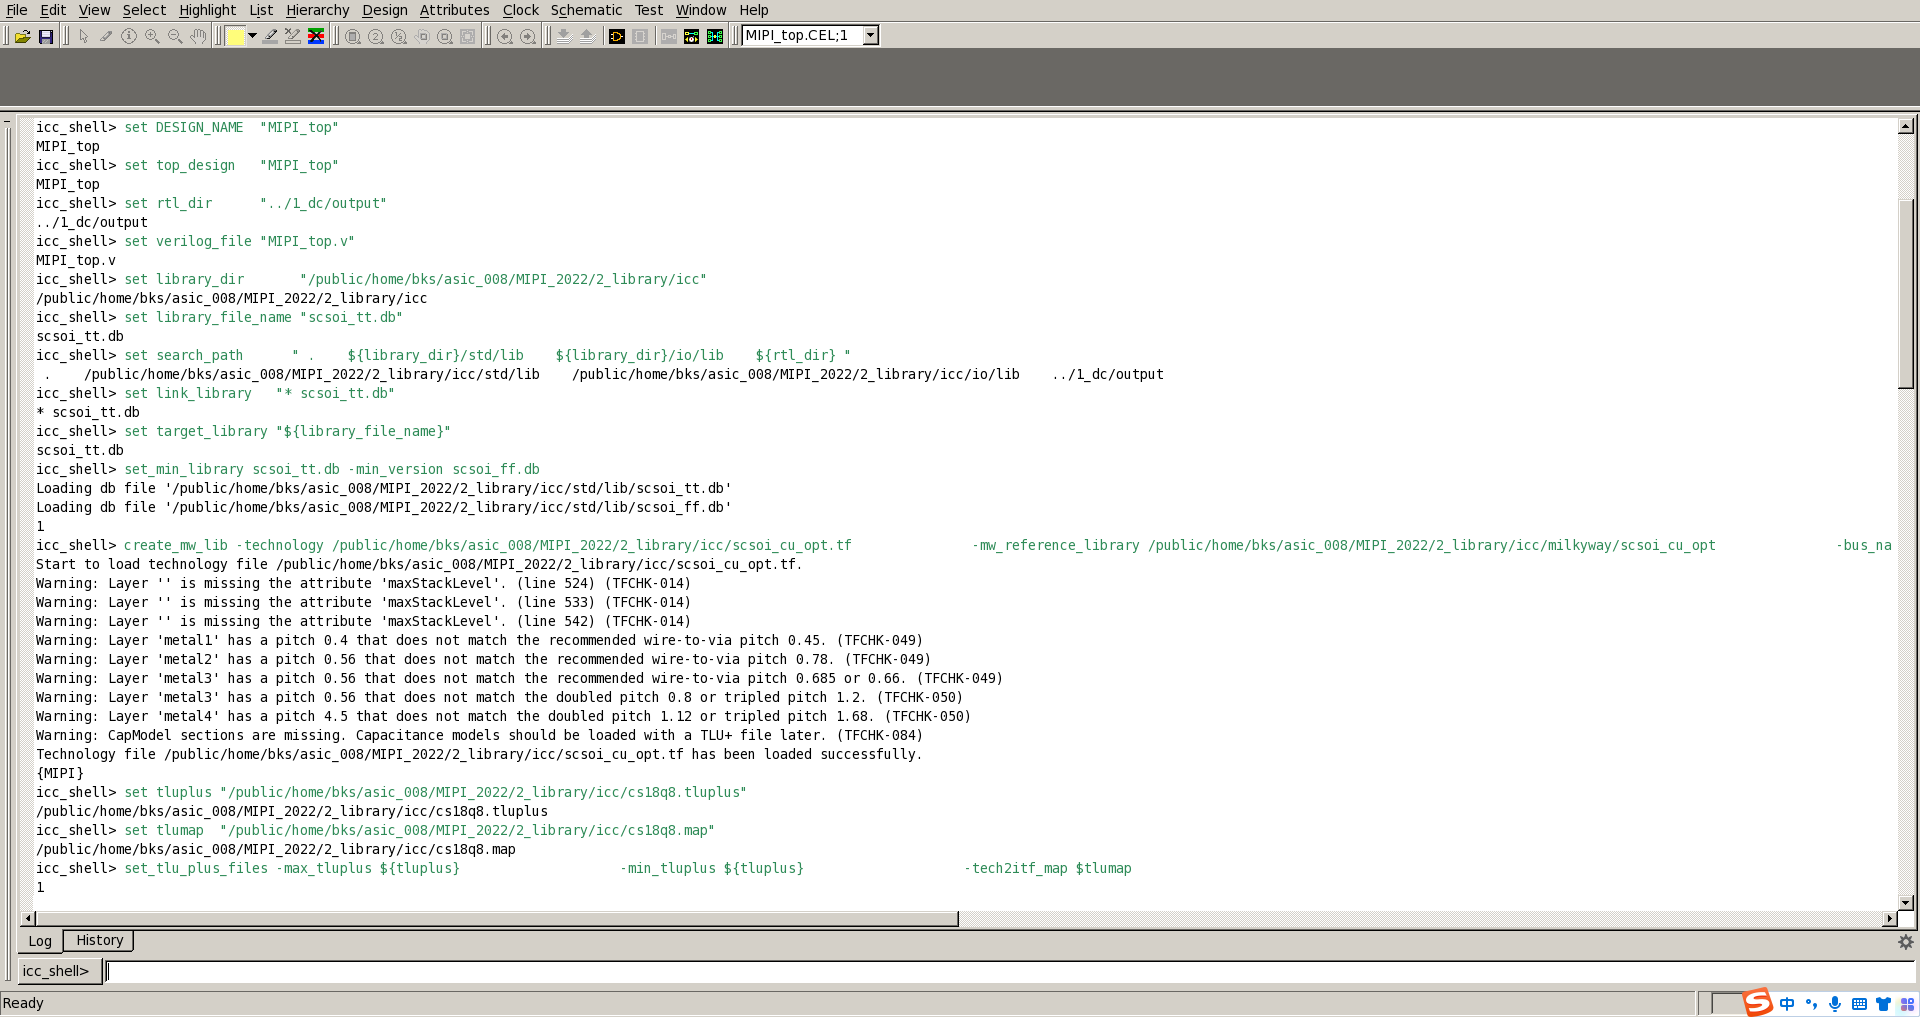 File Edit View Select Highlight List Hierarchy Design Attributes Clock Schematic Test Window Help
MIPI_top.CEL;1
icc_shell> set DESIGN_NAME  "MIPI_top"
MIPI_top
icc_shell> set top_design   "MIPI_top"
MIPI_top
icc_shell> set rtl_dir      "../1_dc/output"
../1_dc/output
icc_shell> set verilog_file "MIPI_top.v"
MIPI_top.v
icc_shell> set library_dir       "/public/home/bks/asic_008/MIPI_2022/2_library/icc"
/public/home/bks/asic_008/MIPI_2022/2_library/icc
icc_shell> set library_file_name "scsoi_tt.db"
scsoi_tt.db
icc_shell> set search_path      " .    ${library_dir}/std/lib    ${library_dir}/io/lib    ${rtl_dir} "
 .    /public/home/bks/asic_008/MIPI_2022/2_library/icc/std/lib    /public/home/bks/asic_008/MIPI_2022/2_library/icc/io/lib    ../1_dc/output
icc_shell> set link_library   "* scsoi_tt.db"
* scsoi_tt.db
icc_shell> set target_library "${library_file_name}"
scsoi_tt.db
icc_shell> set_min_library scsoi_tt.db -min_version scsoi_ff.db
Loading db file '/public/home/bks/asic_008/MIPI_2022/2_library/icc/std/lib/scsoi_tt.db'
Loading db file '/public/home/bks/asic_008/MIPI_2022/2_library/icc/std/lib/scsoi_ff.db'
1
icc_shell> create_mw_lib -technology /public/home/bks/asic_008/MIPI_2022/2_library/icc/scsoi_cu_opt.tf               -mw_reference_library /public/home/bks/asic_008/MIPI_2022/2_library/icc/milkyway/scsoi_cu_opt               -bus_na
Start to load technology file /public/home/bks/asic_008/MIPI_2022/2_library/icc/scsoi_cu_opt.tf.
Warning: Layer '' is missing the attribute 'maxStackLevel'. (line 524) (TFCHK-014)
Warning: Layer '' is missing the attribute 'maxStackLevel'. (line 533) (TFCHK-014)
Warning: Layer '' is missing the attribute 'maxStackLevel'. (line 542) (TFCHK-014)
Warning: Layer 'metal1' has a pitch 0.4 that does not match the recommended wire-to-via pitch 0.45. (TFCHK-049)
Warning: Layer 'metal2' has a pitch 0.56 that does not match the recommended wire-to-via pitch 0.78. (TFCHK-049)
Warning: Layer 'metal3' has a pitch 0.56 that does not match the recommended wire-to-via pitch 0.685 or 0.66. (TFCHK-049)
Warning: Layer 'metal3' has a pitch 0.56 that does not match the doubled pitch 0.8 or tripled pitch 1.2. (TFCHK-050)
Warning: Layer 'metal4' has a pitch 4.5 that does not match the doubled pitch 1.12 or tripled pitch 1.68. (TFCHK-050)
Warning: CapModel sections are missing. Capacitance models should be loaded with a TLU+ file later. (TFCHK-084)
Technology file /public/home/bks/asic_008/MIPI_2022/2_library/icc/scsoi_cu_opt.tf has been loaded successfully.
{MIPI}
icc_shell> set tluplus "/public/home/bks/asic_008/MIPI_2022/2_library/icc/cs18q8.tluplus"
/public/home/bks/asic_008/MIPI_2022/2_library/icc/cs18q8.tluplus
icc_shell> set tlumap  "/public/home/bks/asic_008/MIPI_2022/2_library/icc/cs18q8.map"
/public/home/bks/asic_008/MIPI_2022/2_library/icc/cs18q8.map
icc_shell> set_tlu_plus_files -max_tluplus ${tluplus}                    -min_tluplus ${tluplus}                    -tech2itf_map $tlumap
1
Log History
icc_shell>
Ready
中